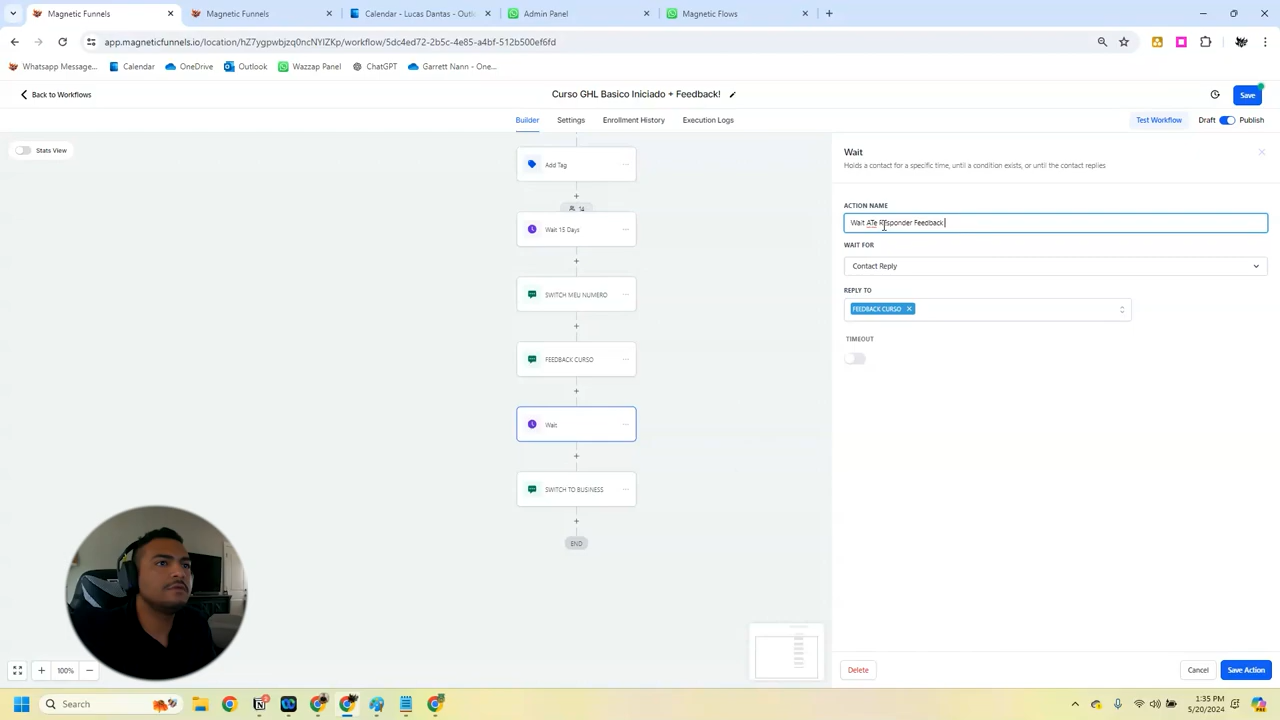 Magnetic Funnels
Magnetic Funnels
Calendar - Lucas Dantas - Outl
Admin Panel
Magnetic Flows
app.magneticfunnels.io/location/hZ7ygpwbjzq0ncNYIZKp/workflow/5dc4ed72-2b5c-4e85-a4bf-512b500ef6fd
Whatsapp Message...
Calendar
OneDrive
Outlook
Wazzap Panel
ChatGPT
Garrett Nann - One...
Back to Workflows
Curso GHL Basico Iniciado + Feedback!
Save
Builder
Settings
Enrollment History
Execution Logs
Test Workflow
Draft
Publish
Stats View
Add Tag
14
Wait 15 Days
SWITCH MEU NUMERO
FEEDBACK CURSO
Wait
SWITCH TO BUSINESS
END
Wait
Holds a contact for a specific time, until a condition exists, or until the contact replies
ACTION NAME
Wait ATe Responder Feedback
WAIT FOR
Contact Reply
REPLY TO
FEEDBACK CURSO
TIMEOUT
100%
Delete
Cancel
Save Action
Search
1:35 PM
5/20/2024